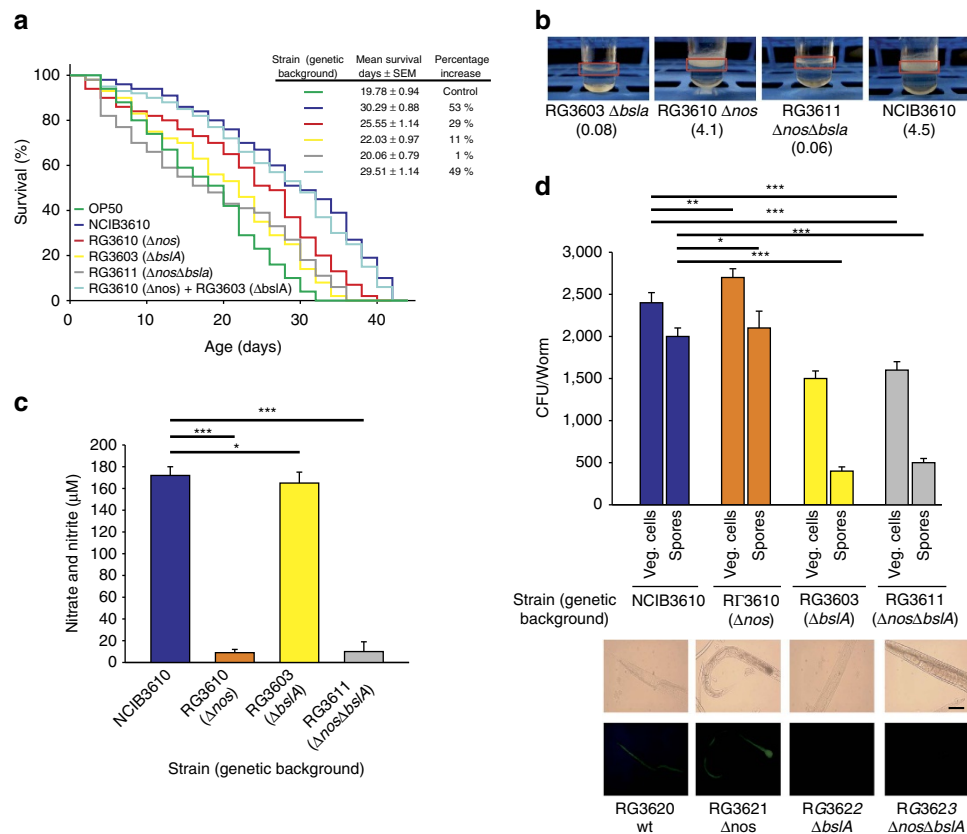 a
Strain (genetic background) Mean survival days ± SEM Percentage increase
19.78 ± 0.94 Control
30.29 ± 0.88 53 %
25.55 ± 1.14 29 %
22.03 ± 0.97 11 %
20.06 ± 0.79 1 %
29.51 ± 1.14 49 %
100
80
60
40
20
0
Survival (%)
OP50
NCIB3610
RG3610 (Δnos)
RG3603 (ΔbslA)
RG3611 (ΔnosΔbsla)
RG3610 (Δnos) + RG3603 (ΔbslA)
0 10 20 30 40
Age (days)
b
RG3603 Δbsla (0.08)
RG3610 Δnos (4.1)
RG3611 ΔnosΔbsla (0.06)
NCIB3610 (4.5)
c
***
***
*
200
180
160
140
120
100
80
60
40
20
0
Nitrate and nitrite (µM)
NCIB3610
RG3610 (Δnos)
RG3603 (ΔbslA)
RG3611 (ΔnosΔbslA)
Strain (genetic background)
d
***
**
***
***
*
***
3,000
2,500
2,000
1,500
1,000
500
0
CFU/Worm
Veg. cells Spores Veg. cells Spores Veg. cells Spores Veg. cells Spores
Strain (genetic background)
NCIB3610
RΓ3610 (Δnos)
RG3603 (ΔbslA)
RG3611 (ΔnosΔbslA)
RG3620 wt
RG3621 Δnos
RG3622 ΔbslA
RG3623 ΔnosΔbslA